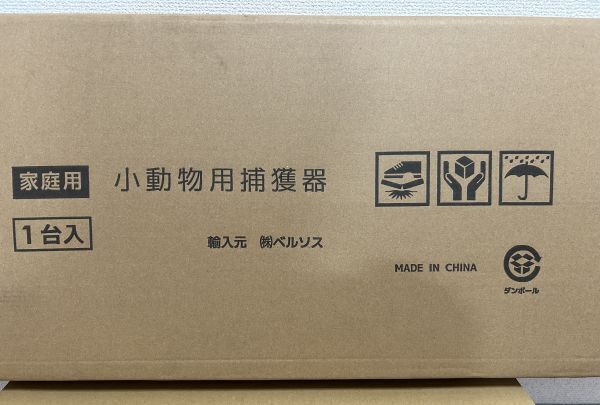 家庭用
小動物用捕獲器
1台入
輸入元 ㈱ベルソス
MADE IN CHINA
ダンボール